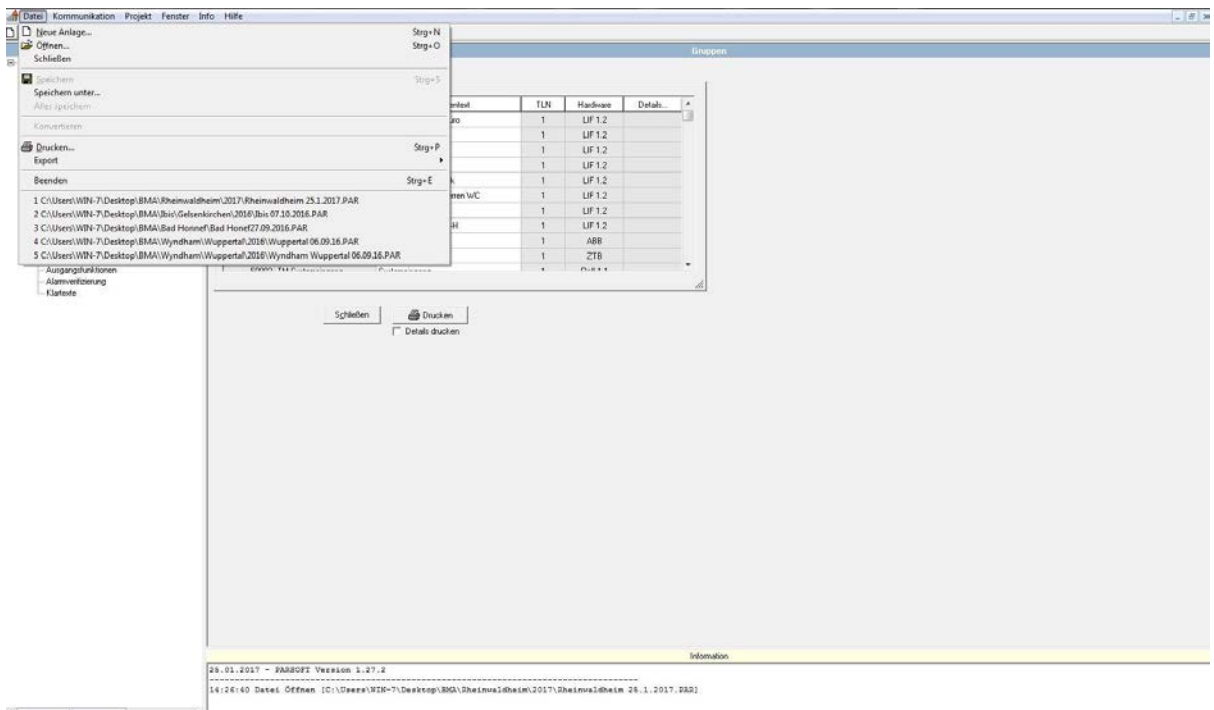 Datei Kommunikation Projekt Fenster Info Hilfe
Neue Anlage... Strg+N
Öffnen... Strg+O
Schließen
Speichern Strg+S
Speichern unter...
Alles speichern
Konvertieren
Drucken... Strg+P
Export
Beenden Strg+E
1 C:\Users\WIN-7\Desktop\BMA\Rheinwaldheim\2017\Rheinwaldheim 25.1.2017.PAR
2 C:\Users\WIN-7\Desktop\BMA\Ibis\Gelsenkirchen\2016\Ibis 07.10.2016.PAR
3 C:\Users\WIN-7\Desktop\BMA\Bad Honnef\Bad Honef27.09.2016.PAR
4 C:\Users\WIN-7\Desktop\BMA\Wyndham\Wuppertal\2016\Wuppertal 06.09.16.PAR
5 C:\Users\WIN-7\Desktop\BMA\Wyndham\Wuppertal\2016\Wyndham Wuppertal 06.09.16.PAR
Ausgangsfunktionen
Alarmverifizierung
Klartexte
Gruppen
TLN Hardware Details...
1 LIF 1.2
1 LIF 1.2
1 LIF 1.2
1 LIF 1.2
1 LIF 1.2
WC 1 LIF 1.2
1 LIF 1.2
1 LIF 1.2
1 ABB
1 ZTB
Schließen Drucken
Details drucken
Information
26.01.2017 - PARSOFT Version 1.27.2
14:26:40 Datei Öffnen [C:\Users\WIN-7\Desktop\BMA\Rheinwaldheim\2017\Rheinwaldheim 26.1.2017.PAR]